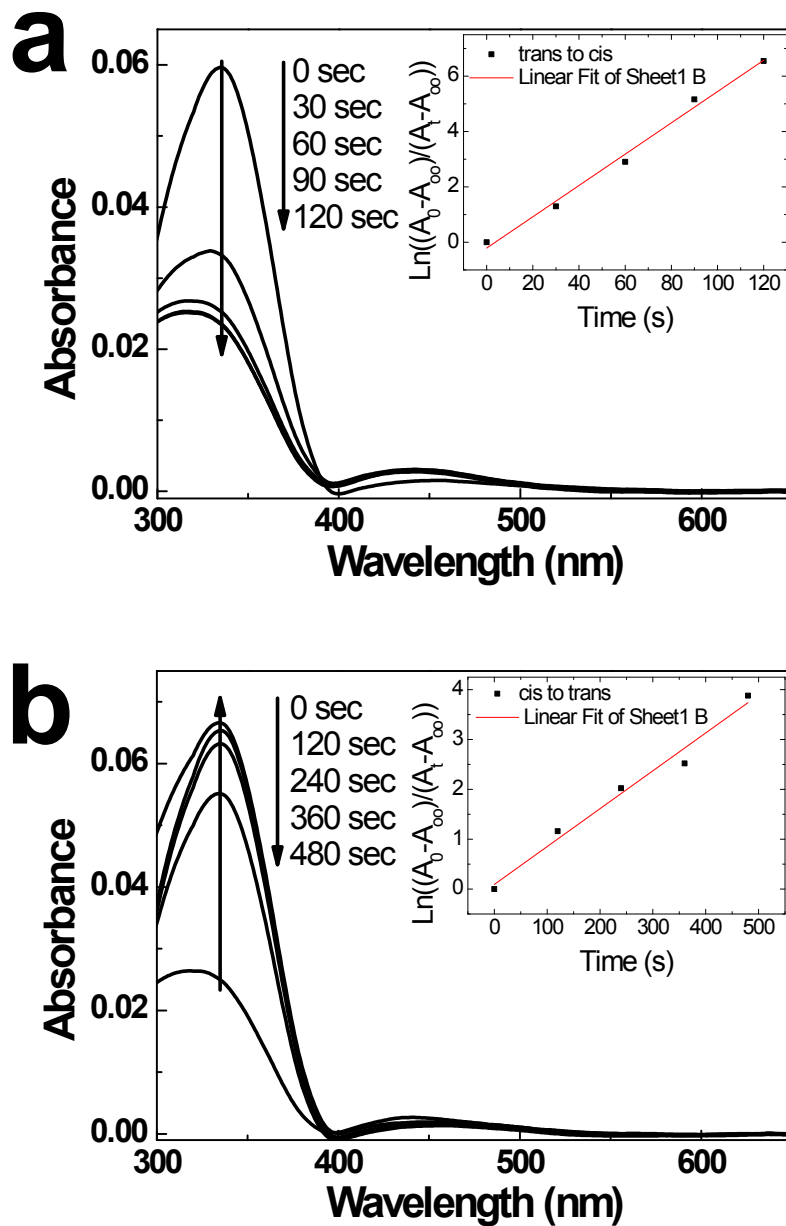 a
Absorbance
0.06
0.04
0.02
0.00
300 400 500 600
Wavelength (nm)
0 sec
30 sec
60 sec
90 sec
120 sec
Ln((A₀-A∞)/(Aₜ-A∞))
6
4
2
0
trans to cis
Linear Fit of Sheet1 B
0 20 40 60 80 100 120
Time (s)
b
Absorbance
0.06
0.04
0.02
0.00
300 400 500 600
Wavelength (nm)
0 sec
120 sec
240 sec
360 sec
480 sec
Ln((A₀-A∞)/(Aₜ-A∞))
4
3
2
1
0
cis to trans
Linear Fit of Sheet1 B
0 100 200 300 400 500
Time (s)